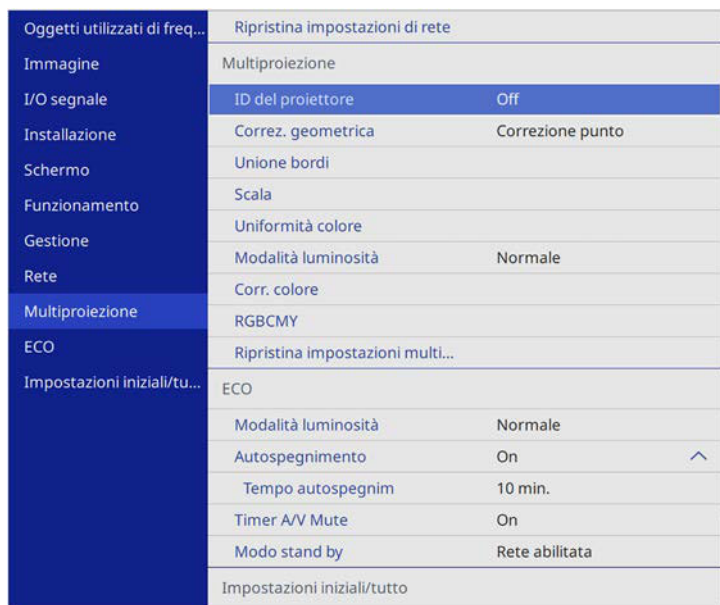 Oggetti utilizzati di freq...
Immagine
I/O segnale
Installazione
Schermo
Funzionamento
Gestione
Rete
Multiproiezione
ECO
Impostazioni iniziali/tu...
Ripristina impostazioni di rete
Multiproiezione
ID del proiettore Off
Correz. geometrica Correzione punto
Unione bordi
Scala
Uniformità colore
Modalità luminosità Normale
Corr. colore
RGBCMY
Ripristina impostazioni multi...
ECO
Modalità luminosità Normale
Autospegnimento On
Tempo autospegnim 10 min.
Timer A/V Mute On
Modo stand by Rete abilitata
Impostazioni iniziali/tutto